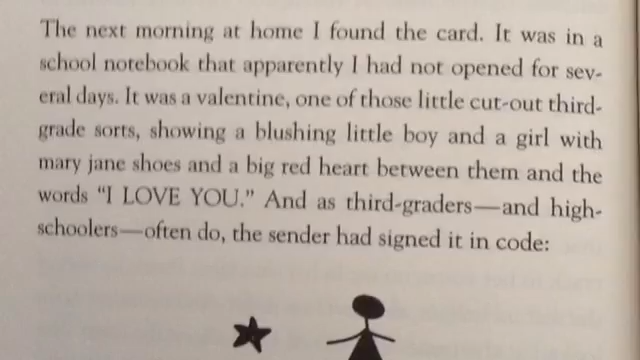 The next morning at home I found the card. It was in a
school notebook that apparently I had not opened for sev-
eral days. It was a valentine, one of those little cut-out third-
grade sorts, showing a blushing little boy and a girl with
mary jane shoes and a big red heart between them and the
words “I LOVE YOU.” And as third-graders—and high-
schoolers—often do, the sender had signed it in code: